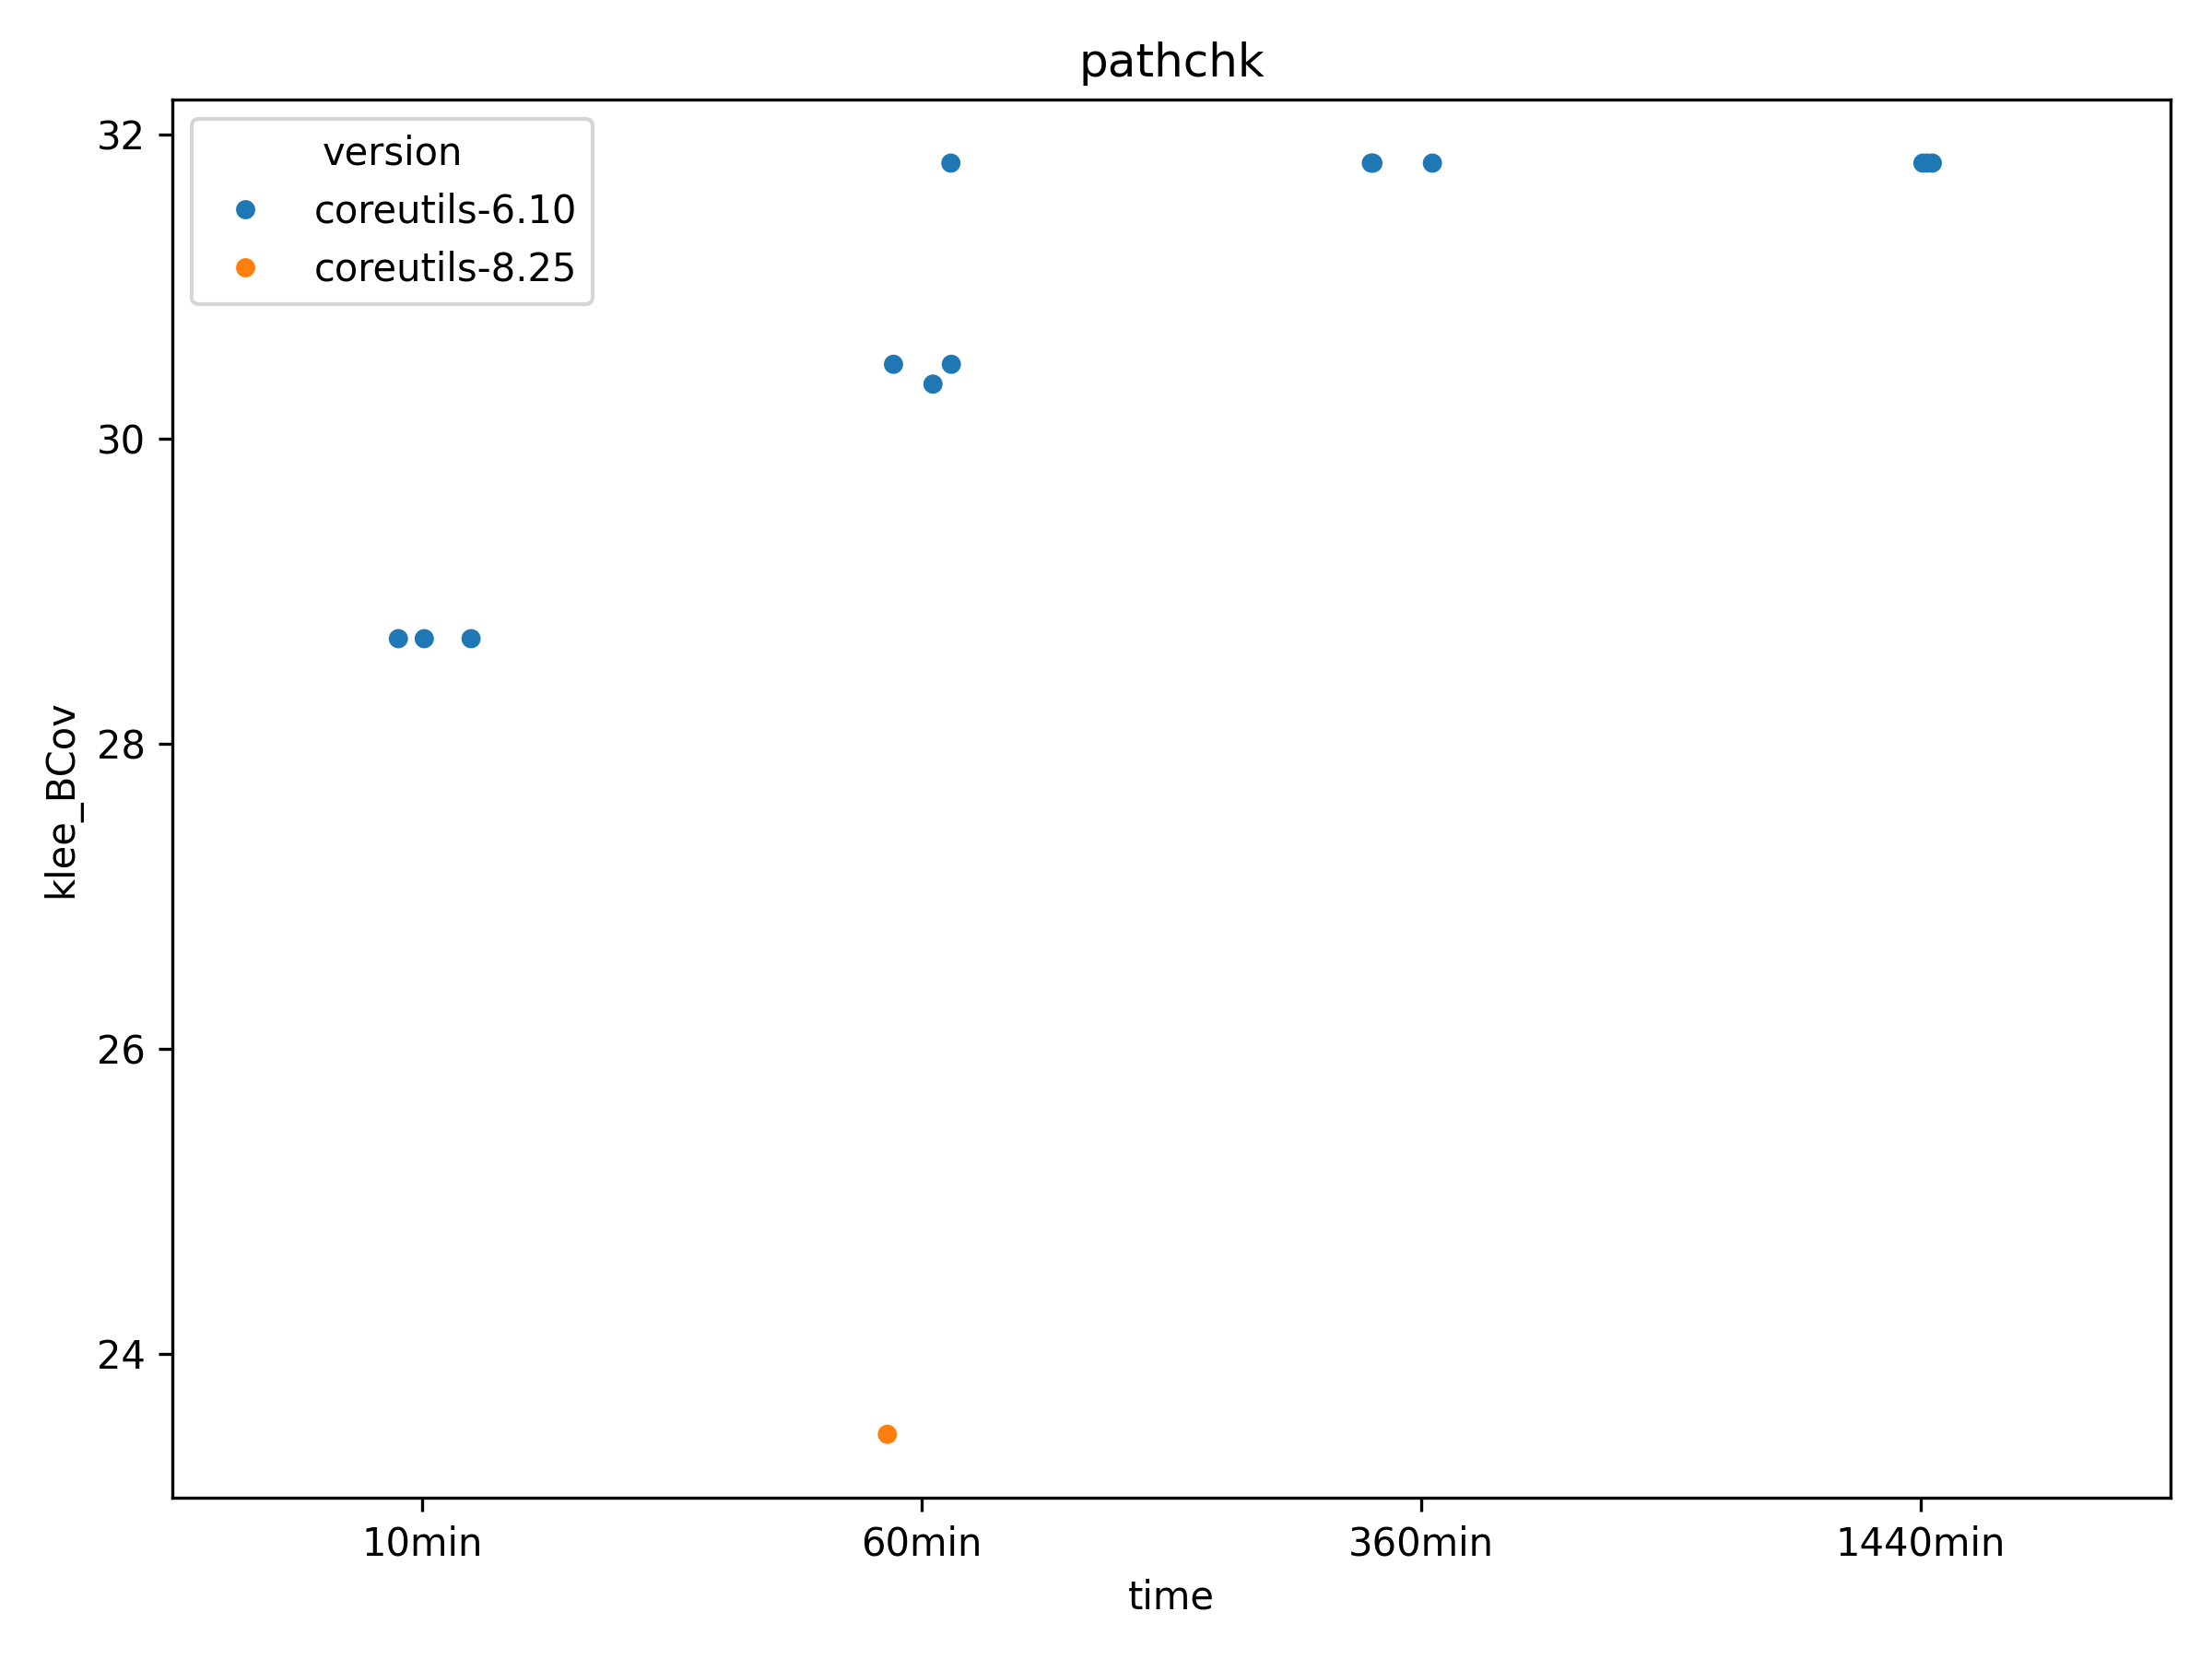 pathchk
version
coreutils-6.10
coreutils-8.25
32
30
28
26
24
klee_BCov
10min
60min
360min
1440min
time